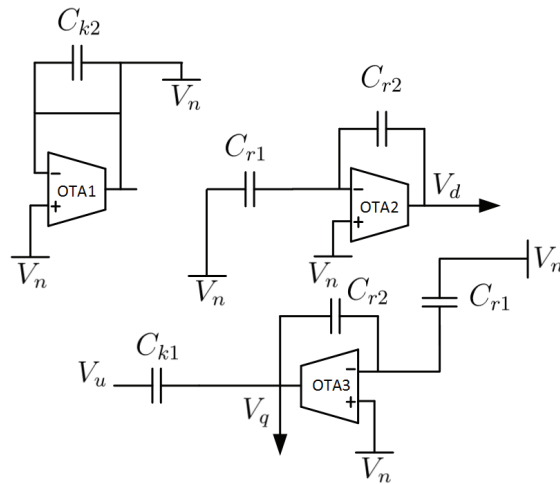 C_{k2}
V_n
C_{r2}
C_{r1}
−
OTA1
+
−
OTA2
+
V_d
V_n
V_n
V_n
V_n
C_{r2}
C_{r1}
C_{k1}
V_u
−
OTA3
+
V_q
V_n